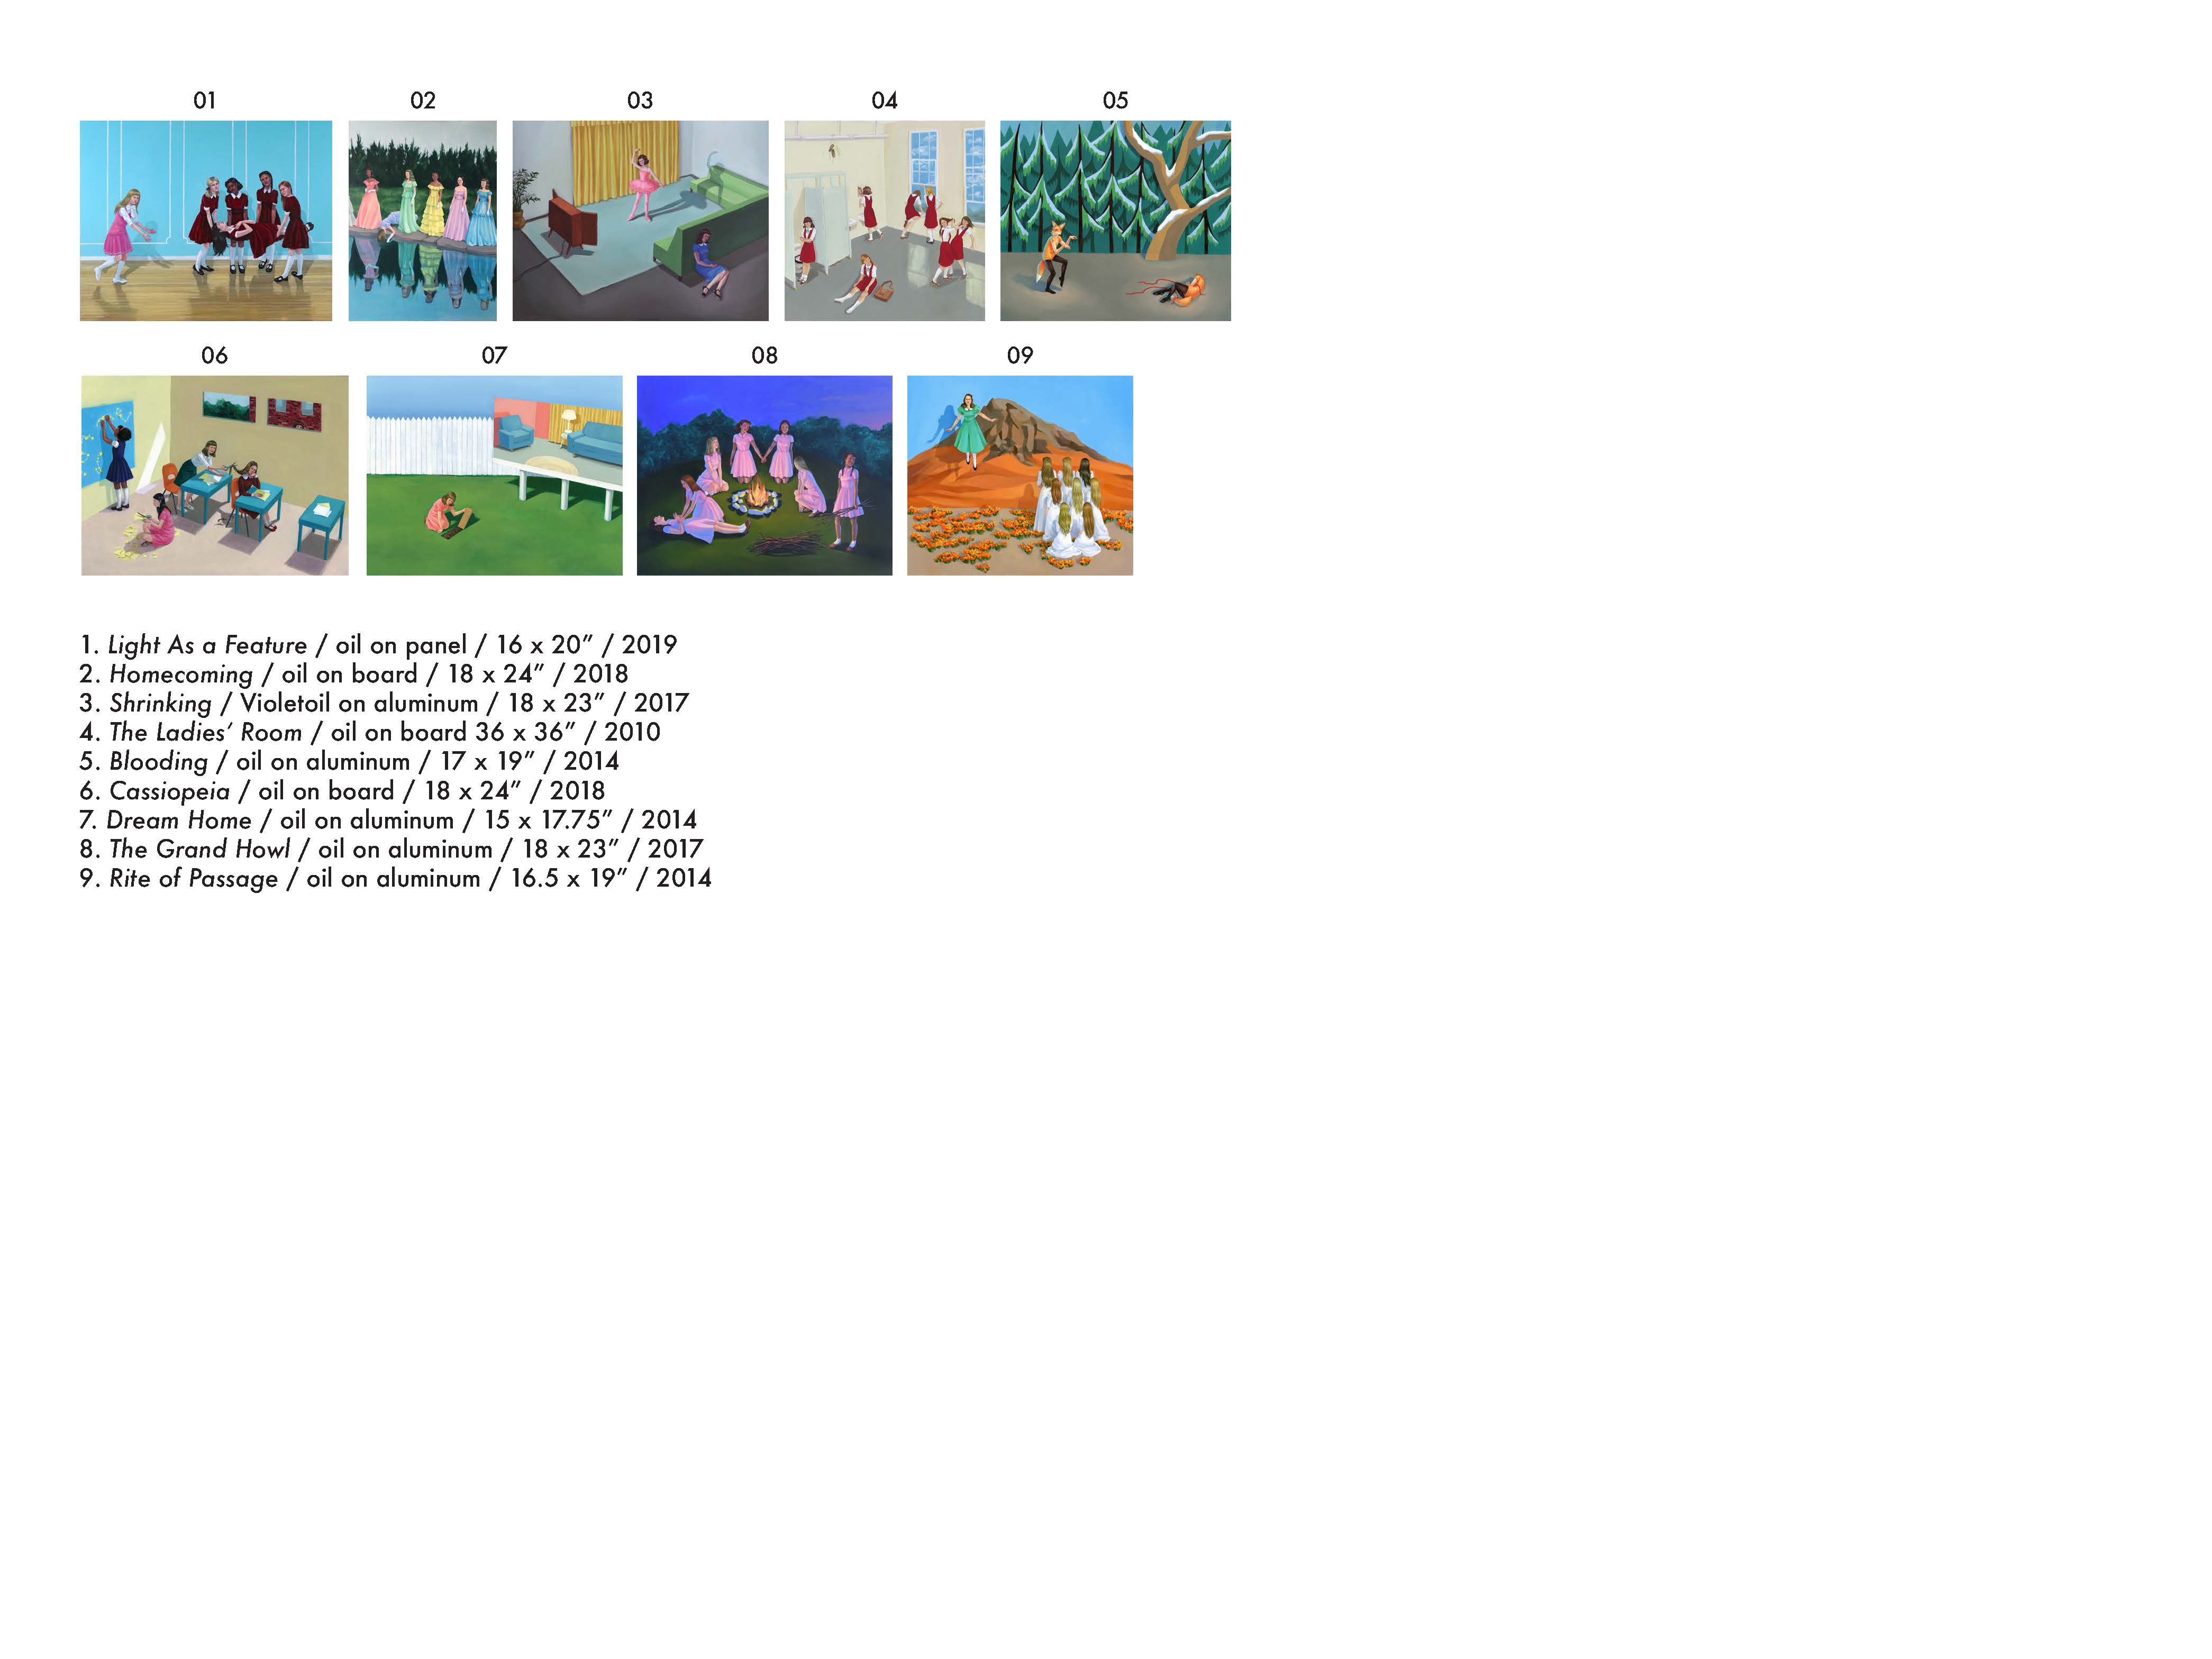 01 02 03 04 05
06 07 08 09
1. Light As a Feature / oil on panel / 16 x 20” / 2019
2. Homecoming / oil on board / 18 x 24” / 2018
3. Shrinking / Violetoil on aluminum / 18 x 23” / 2017
4. The Ladies’ Room / oil on board 36 x 36” / 2010
5. Blooding / oil on aluminum / 17 x 19” / 2014
6. Cassiopeia / oil on board / 18 x 24” / 2018
7. Dream Home / oil on aluminum / 15 x 17.75” / 2014
8. The Grand Howl / oil on aluminum / 18 x 23” / 2017
9. Rite of Passage / oil on aluminum / 16.5 x 19” / 2014